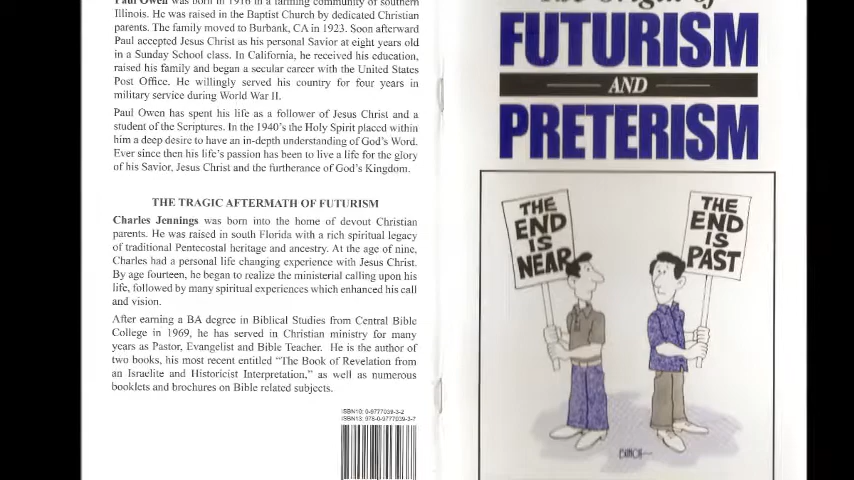 Paul Owen was born in 1916 in a farming community of southern
Illinois. He was raised in the Baptist Church by dedicated Christian
parents. The family moved to Burbank, CA in 1923. Soon afterward
Paul accepted Jesus Christ as his personal Savior at eight years old
in a Sunday School class. In California, he received his education,
raised his family and began a secular career with the United States
Post Office. He willingly served his country for four years in
military service during World War II.
Paul Owen has spent his life as a follower of Jesus Christ and a
student of the Scriptures. In the 1940's the Holy Spirit placed within
him a deep desire to have an in-depth understanding of God's Word.
Ever since then his life's passion has been to live a life for the glory
of his Savior, Jesus Christ and the furtherance of God's Kingdom.
THE TRAGIC AFTERMATH OF FUTURISM
Charles Jennings was born into the home of devout Christian
parents. He was raised in south Florida with a rich spiritual legacy
of traditional Pentecostal heritage and ancestry. At the age of nine,
Charles had a personal life changing experience with Jesus Christ.
By age fourteen, he began to realize the ministerial calling upon his
life, followed by many spiritual experiences which enhanced his call
and vision.
After earning a BA degree in Biblical Studies from Central Bible
College in 1969, he has served in Christian ministry for many
years as Pastor, Evangelist and Bible Teacher. He is the author of
two books, his most recent entitled "The Book of Revelation from
an Israelite and Historicist Interpretation," as well as numerous
booklets and brochures on Bible related subjects.
ISBN10: 0-9777039-3-2
ISBN13: 978-0-9777039-3-7
The Origin of
FUTURISM
AND
PRETERISM
THE
END
IS
NEAR
THE
END
IS
PAST